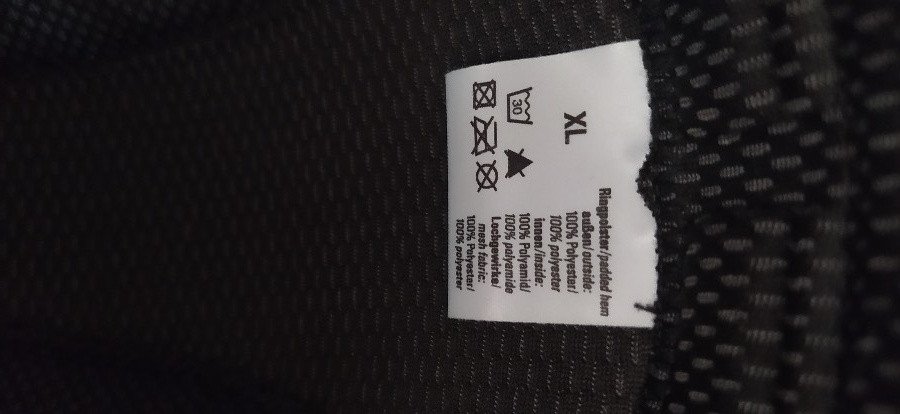 XL
30
Ringpolster/padded hem
außen/outside:
100% Polyester/
100% polyester
innen/inside:
100% Polyamid/
100% polyamide
Lochgewirke/
mesh fabric:
100% Polyester/
100% polyester